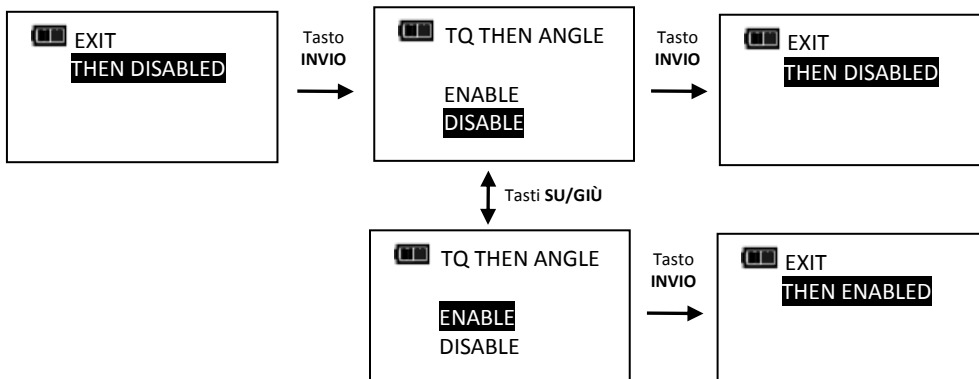 EXIT
THEN DISABLED
Tasto
INVIO
TQ THEN ANGLE
ENABLE
DISABLE
Tasto
INVIO
EXIT
THEN DISABLED
Tasti SU/GIÙ
TQ THEN ANGLE
ENABLE
DISABLE
Tasto
INVIO
EXIT
THEN ENABLED